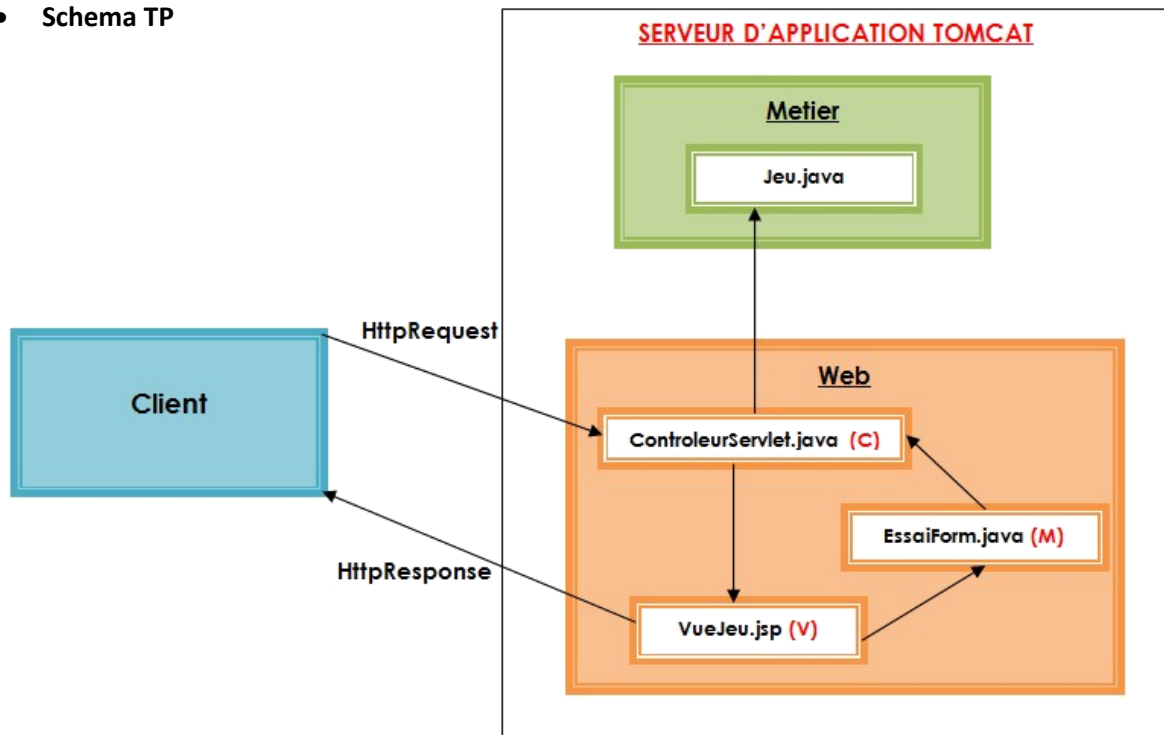 • Schema TP
SERVEUR D'APPLICATION TOMCAT
Metier
Jeu.java
HttpRequest
Client
Web
ControleurServlet.java (C)
EssaiForm.java (M)
HttpResponse
VueJeu.jsp (V)